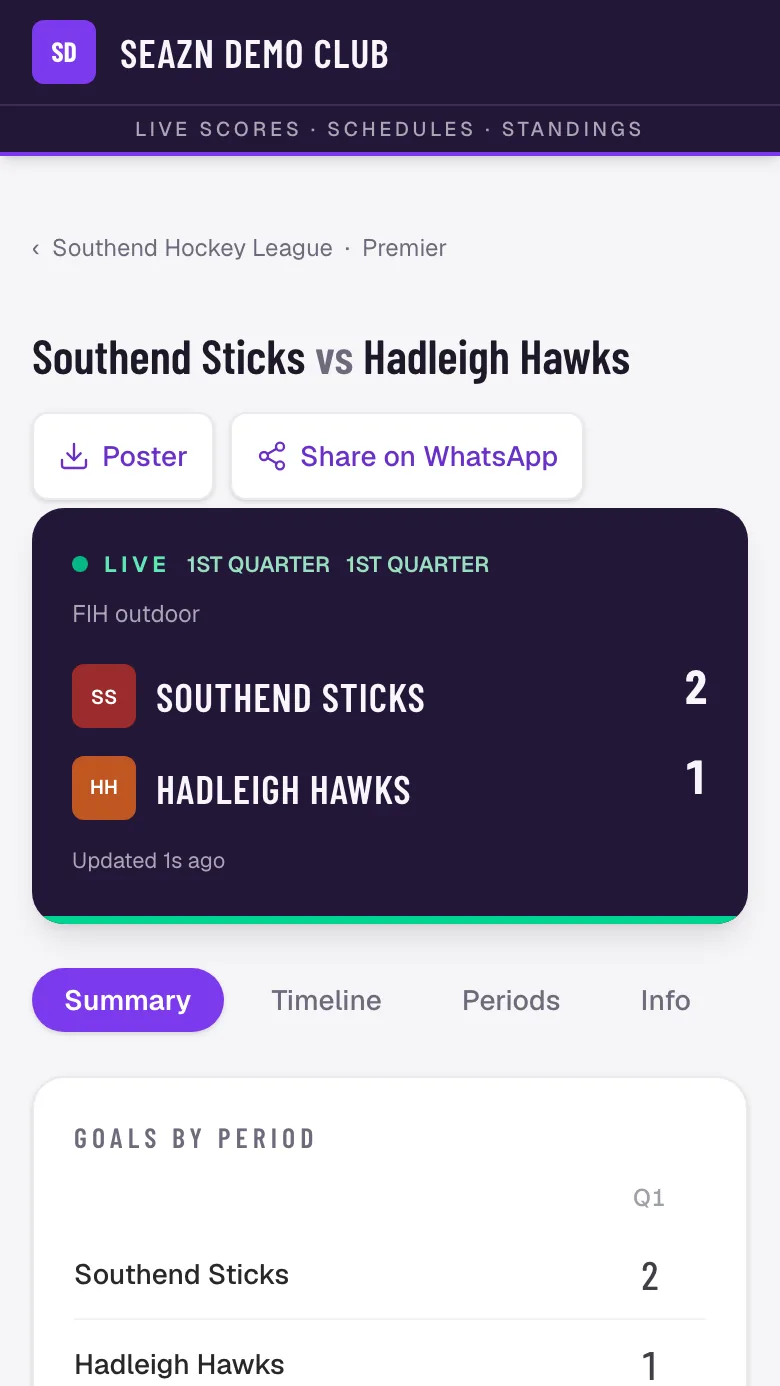 SD SEAZN DEMO CLUB
LIVE SCORES · SCHEDULES · STANDINGS
‹ Southend Hockey League · Premier
Southend Sticks vs Hadleigh Hawks
Poster Share on WhatsApp
LIVE 1ST QUARTER 1ST QUARTER
FIH outdoor
SS SOUTHEND STICKS 2
HH HADLEIGH HAWKS 1
Updated 1s ago
Summary Timeline Periods Info
GOALS BY PERIOD
Q1
Southend Sticks 2
Hadleigh Hawks 1